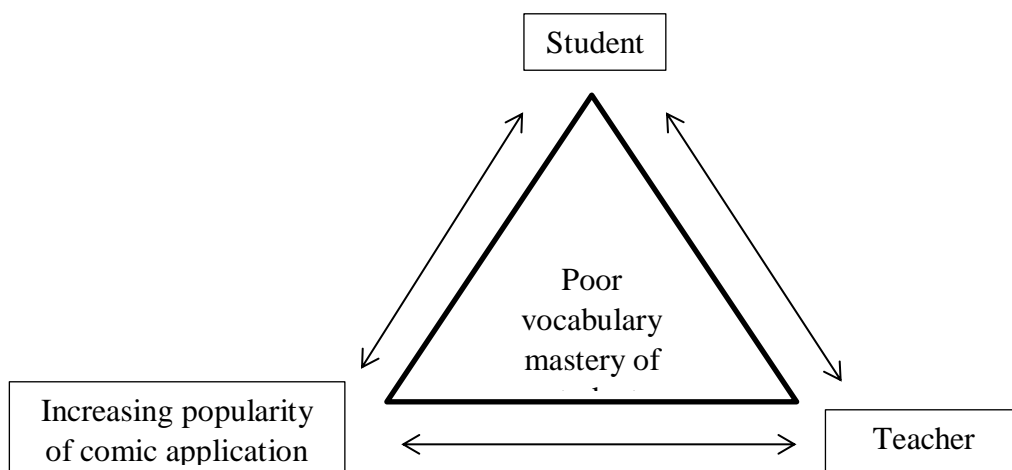 Student
Poor
vocabulary
mastery of
Increasing popularity
of comic application
Teacher